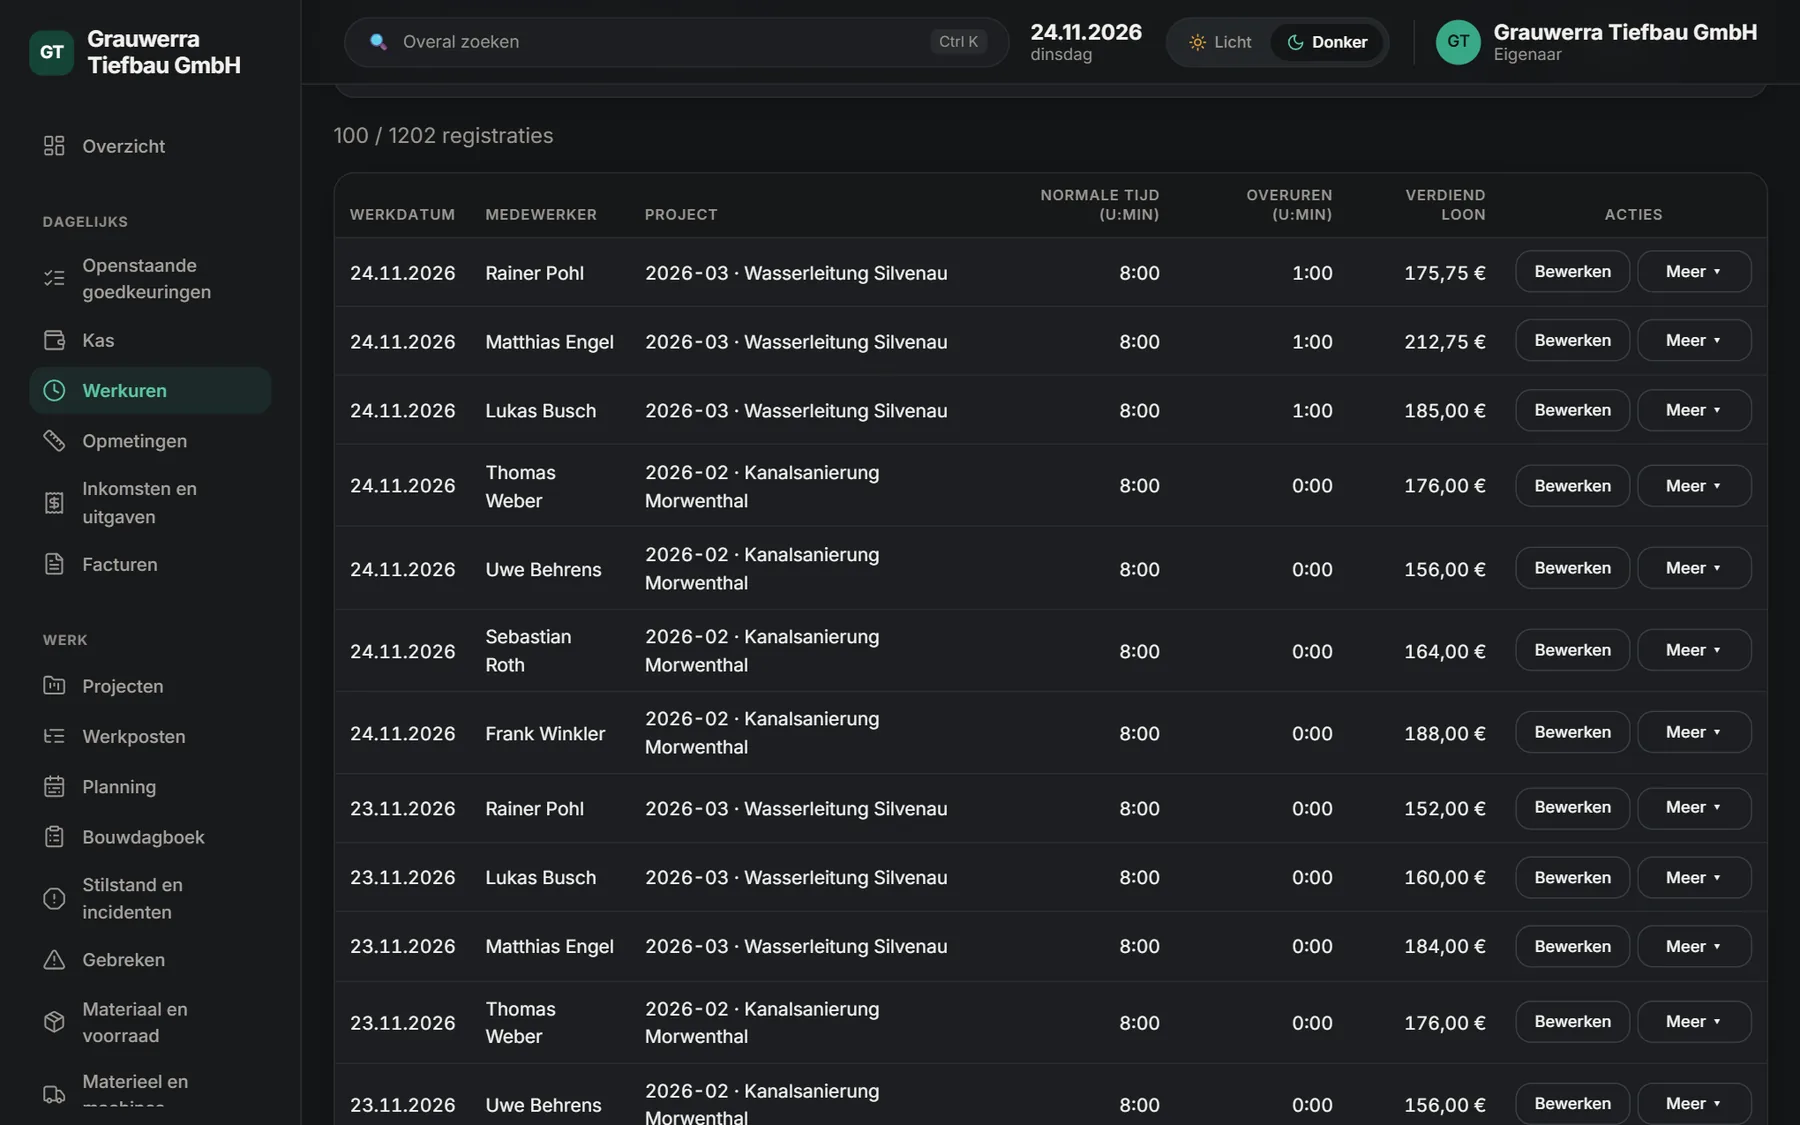 GT
Grauwerra
Tiefbau GmbH
Overzicht
DAGELIJKS
Openstaande
goedkeuringen
Kas
Werkuren
Opmetingen
Inkomsten en
uitgaven
Facturen
WERK
Projecten
Werkposten
Planning
Bouwdagboek
Stilstand en
incidenten
Gebreken
Materiaal en
voorraad
Materieel en
Overal zoeken
Ctrl K
24.11.2026
dinsdag
Licht
Donker
GT
Grauwerra Tiefbau GmbH
Eigenaar
100 / 1202 registraties
WERKDATUM MEDEWERKER PROJECT NORMALE TIJD (U:MIN) OVERUREN (U:MIN) VERDIEND LOON ACTIES
24.11.2026 Rainer Pohl 2026-03 · Wasserleitung Silvenau 8:00 1:00 175,75 € Bewerken Meer ▾
24.11.2026 Matthias Engel 2026-03 · Wasserleitung Silvenau 8:00 1:00 212,75 € Bewerken Meer ▾
24.11.2026 Lukas Busch 2026-03 · Wasserleitung Silvenau 8:00 1:00 185,00 € Bewerken Meer ▾
24.11.2026 Thomas Weber 2026-02 · Kanalsanierung Morwenthal 8:00 0:00 176,00 € Bewerken Meer ▾
24.11.2026 Uwe Behrens 2026-02 · Kanalsanierung Morwenthal 8:00 0:00 156,00 € Bewerken Meer ▾
24.11.2026 Sebastian Roth 2026-02 · Kanalsanierung Morwenthal 8:00 0:00 164,00 € Bewerken Meer ▾
24.11.2026 Frank Winkler 2026-02 · Kanalsanierung Morwenthal 8:00 0:00 188,00 € Bewerken Meer ▾
23.11.2026 Rainer Pohl 2026-03 · Wasserleitung Silvenau 8:00 0:00 152,00 € Bewerken Meer ▾
23.11.2026 Lukas Busch 2026-03 · Wasserleitung Silvenau 8:00 0:00 160,00 € Bewerken Meer ▾
23.11.2026 Matthias Engel 2026-03 · Wasserleitung Silvenau 8:00 0:00 184,00 € Bewerken Meer ▾
23.11.2026 Thomas Weber 2026-02 · Kanalsanierung Morwenthal 8:00 0:00 176,00 € Bewerken Meer ▾
23.11.2026 Uwe Behrens 2026-02 · Kanalsanierung Morwenthal 8:00 0:00 156,00 € Bewerken Meer ▾